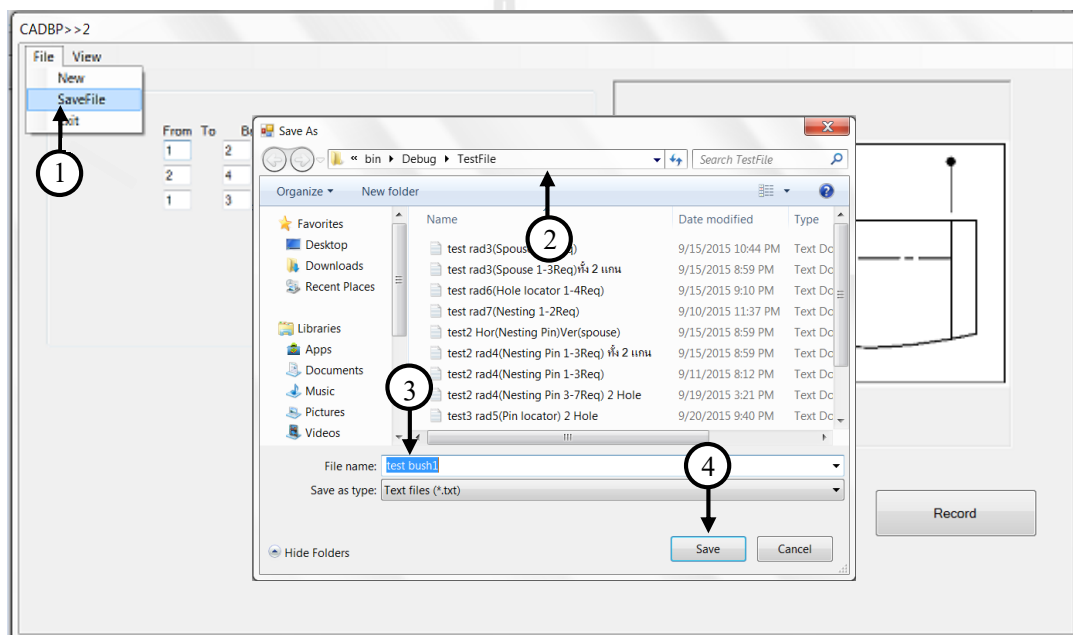 CADBP>>2
File View
New
SaveFile
1
From To
1 2
2 4
1 3
Save As
« bin Debug TestFile
Search TestFile
Organize New folder
2
Name Date modified Type
Favorites
Desktop
Downloads
Recent Places
Libraries
Apps
Documents
Music
Pictures
Videos
test rad3(Spous 9/15/2015 10:44 PM Text Do
test rad3(Spouse 1-3Req)ทั้ง 2 แกน 9/15/2015 8:59 PM Text Do
test rad6(Hole locator 1-4Req) 9/15/2015 9:10 PM Text Do
test rad7(Nesting 1-2Req) 9/10/2015 11:37 PM Text Do
test2 Hor(Nesting Pin)Ver(spouse) 9/15/2015 8:59 PM Text Do
test2 rad4(Nesting Pin 1-3Req) ทั้ง 2 แกน 9/15/2015 8:59 PM Text Do
test2 rad4(Nesting Pin 1-3Req) 9/11/2015 8:12 PM Text Do
test2 rad4(Nesting Pin 3-7Req) 2 Hole 9/19/2015 3:21 PM Text Do
test3 rad5(Pin locator) 2 Hole 9/20/2015 9:40 PM Text Do
3
File name: test bush1
4
Save as type: Text files (*.txt)
Record
Hide Folders
Save Cancel